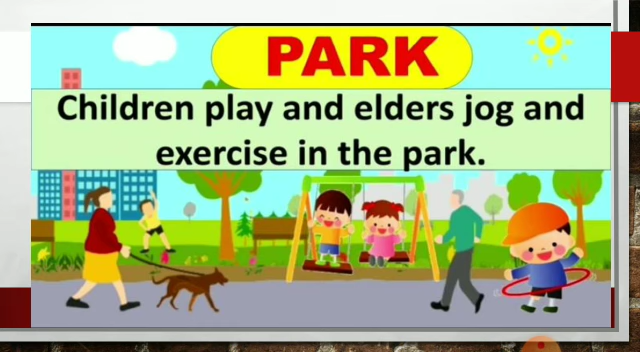 PARK
Children play and elders jog and
exercise in the park.